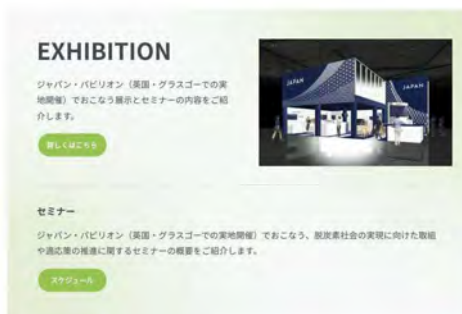 EXHIBITION
ジャパン・パビリオン（英国・グラスゴーでの実
地開催）でおこなう展示とセミナーの内容をご紹
介します。
詳しくはこちら
JAPAN
JAPAN
セミナー
ジャパン・パビリオン（英国・グラスゴーでの実地開催）でおこなう、脱炭素社会の実現に向けた取組
や適応策の推進に関するセミナーの概要をご紹介します。
スケジュール